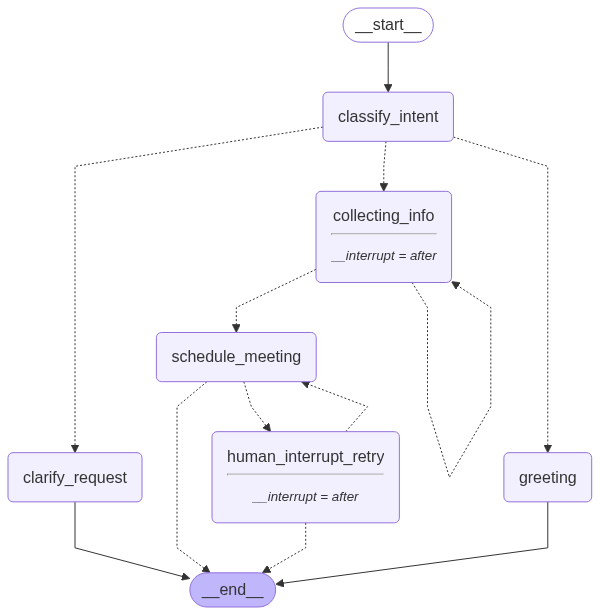 __start__
classify_intent
collecting_info
__interrupt = after
schedule_meeting
human_interrupt_retry
__interrupt = after
clarify_request
greeting
__end__